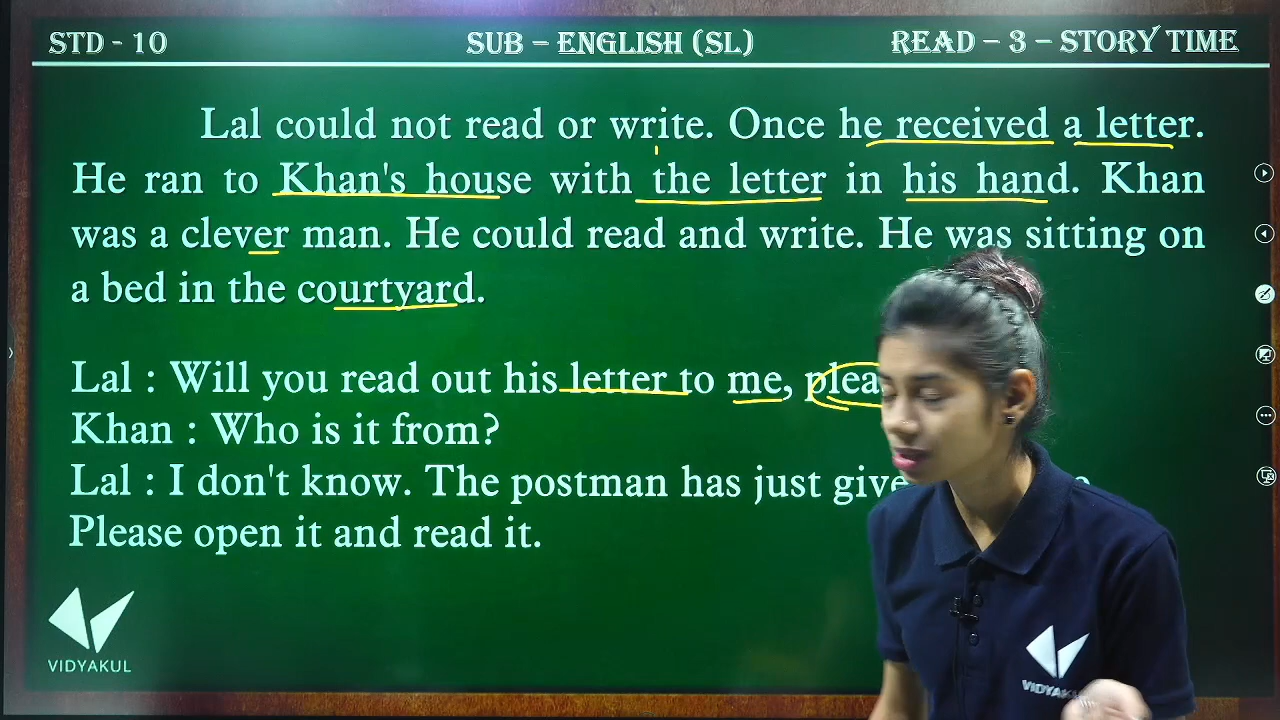 STD - 10 SUB – ENGLISH (SL) READ – 3 – STORY TIME
Lal could not read or write. Once he received a letter.
He ran to Khan's house with the letter in his hand. Khan
was a clever man. He could read and write. He was sitting on
a bed in the courtyard.
Lal : Will you read out his letter to me,
Khan : Who is it from?
Lal : I don't know. The postman has just
Please open it and read it.
VIDYAKUL